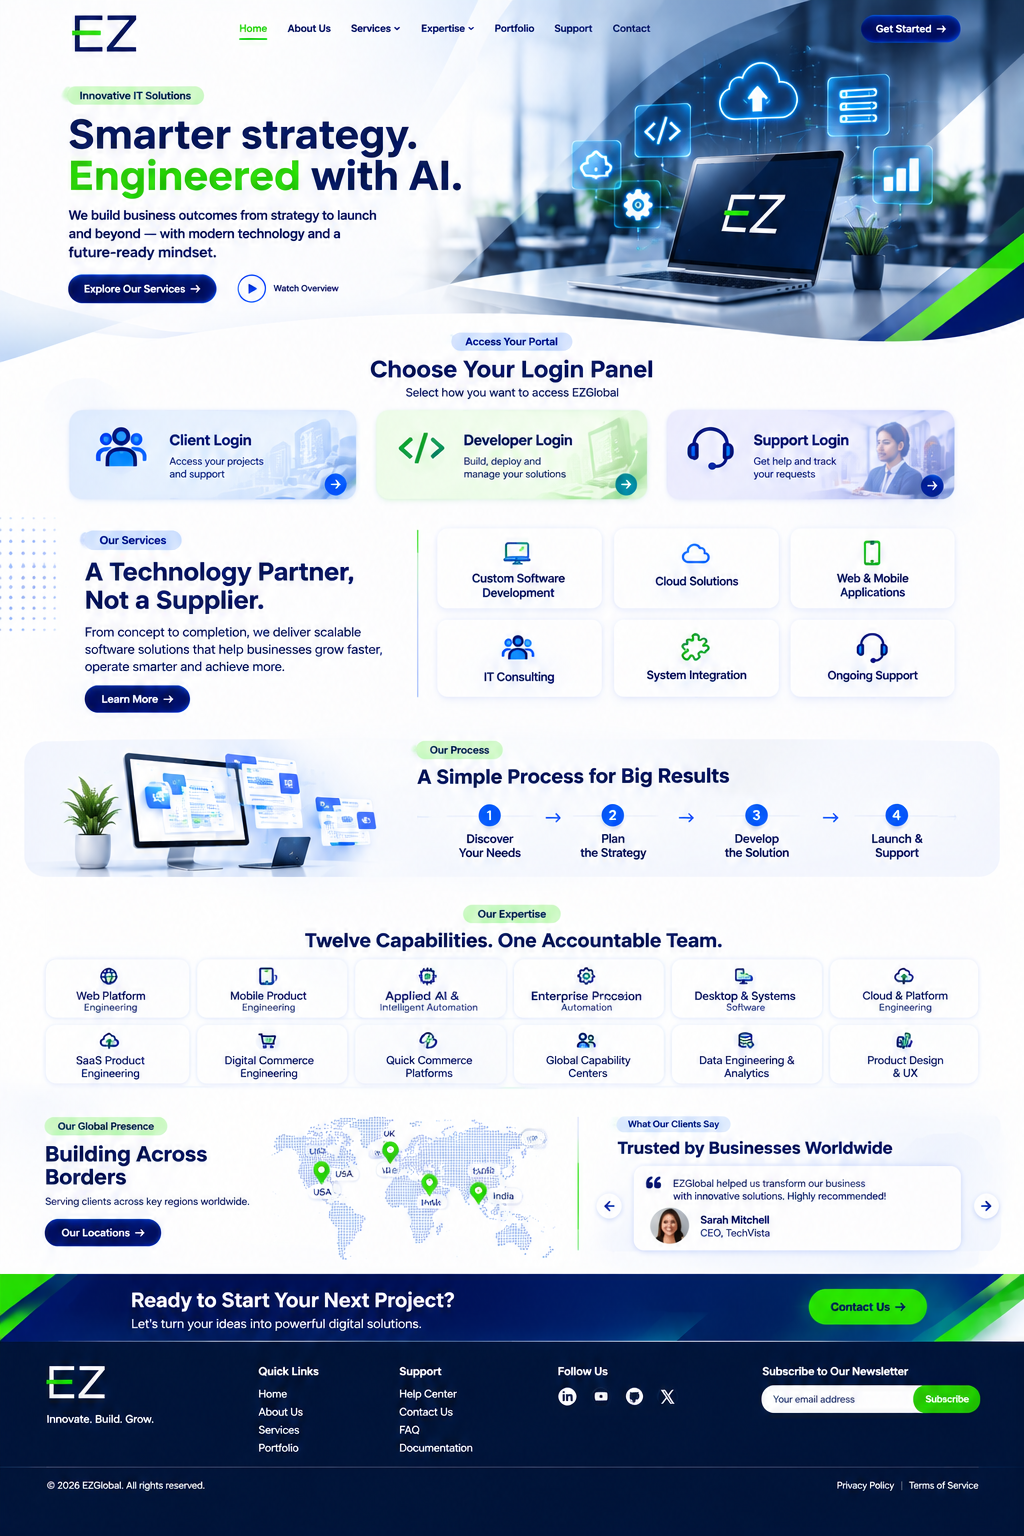 EZ
Home
About Us
Services
Expertise
Portfolio
Support
Contact
Get Started
Innovative IT Solutions
Smarter strategy.
Engineered with AI.
We build business outcomes from strategy to launch
and beyond — with modern technology and a
future-ready mindset.
Explore Our Services
Watch Overview
</>
EZ
Access Your Portal
Choose Your Login Panel
Select how you want to access EZGlobal
Client Login
Access your projects
and support
</>
Developer Login
Build, deploy and
manage your solutions
Support Login
Get help and track
your requests
Our Services
A Technology Partner,
Not a Supplier.
From concept to completion, we deliver scalable
software solutions that help businesses grow faster,
operate smarter and achieve more.
Learn More
Custom Software
Development
Cloud Solutions
Web & Mobile
Applications
IT Consulting
System Integration
Ongoing Support
Our Process
A Simple Process for Big Results
1
Discover
Your Needs
2
Plan
the Strategy
3
Develop
the Solution
4
Launch &
Support
Our Expertise
Twelve Capabilities. One Accountable Team.
Web Platform
Engineering
Mobile Product
Engineering
Applied AI &
Intelligent Automation
Enterprise
Automation
Desktop & Systems
Software
Cloud & Platform
Engineering
SaaS Product
Engineering
Digital Commerce
Engineering
Quick Commerce
Platforms
Global Capability
Centers
Data Engineering &
Analytics
Product Design
& UX
Our Global Presence
Building Across
Borders
Serving clients across key regions worldwide.
Our Locations
UK
USA
USA
India
What Our Clients Say
Trusted by Businesses Worldwide
EZGlobal helped us transform our business
with innovative solutions. Highly recommended!
Sarah Mitchell
CEO, TechVista
Ready to Start Your Next Project?
Let's turn your ideas into powerful digital solutions.
Contact Us
EZ
Innovate. Build. Grow.
Quick Links
Home
About Us
Services
Portfolio
Support
Help Center
Contact Us
FAQ
Documentation
Follow Us
Subscribe to Our Newsletter
Your email address
Subscribe
© 2026 EZGlobal. All rights reserved.
Privacy Policy | Terms of Service